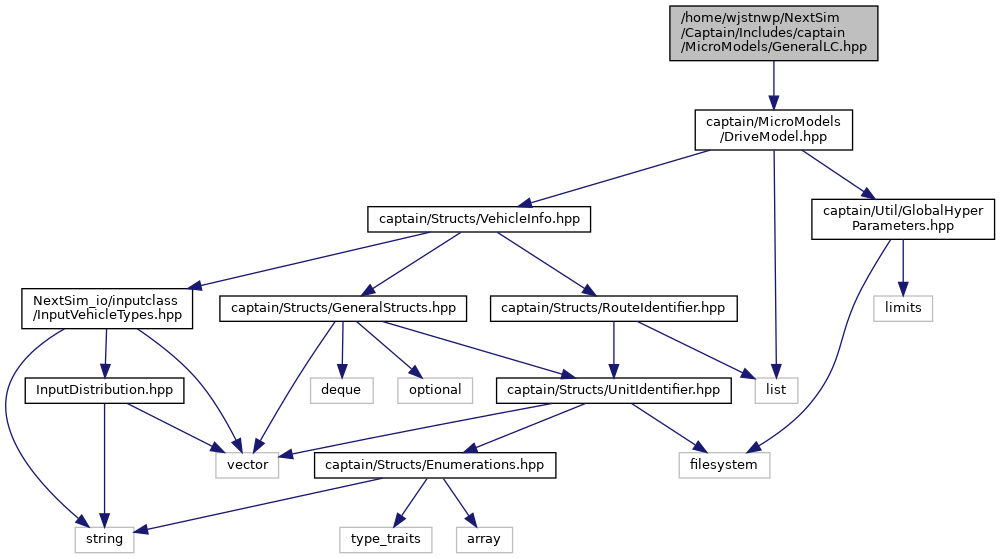 /home/wjstnwp/NextSim
/Captain/Includes/captain
/MicroModels/GeneralLC.hpp
captain/MicroModels
/DriveModel.hpp
captain/Structs/VehicleInfo.hpp
captain/Util/GlobalHyper
Parameters.hpp
NextSim_io/inputclass
/InputVehicleTypes.hpp
captain/Structs/GeneralStructs.hpp
captain/Structs/RouteIdentifier.hpp
limits
InputDistribution.hpp
deque
optional
captain/Structs/UnitIdentifier.hpp
list
vector
captain/Structs/Enumerations.hpp
filesystem
string
type_traits
array